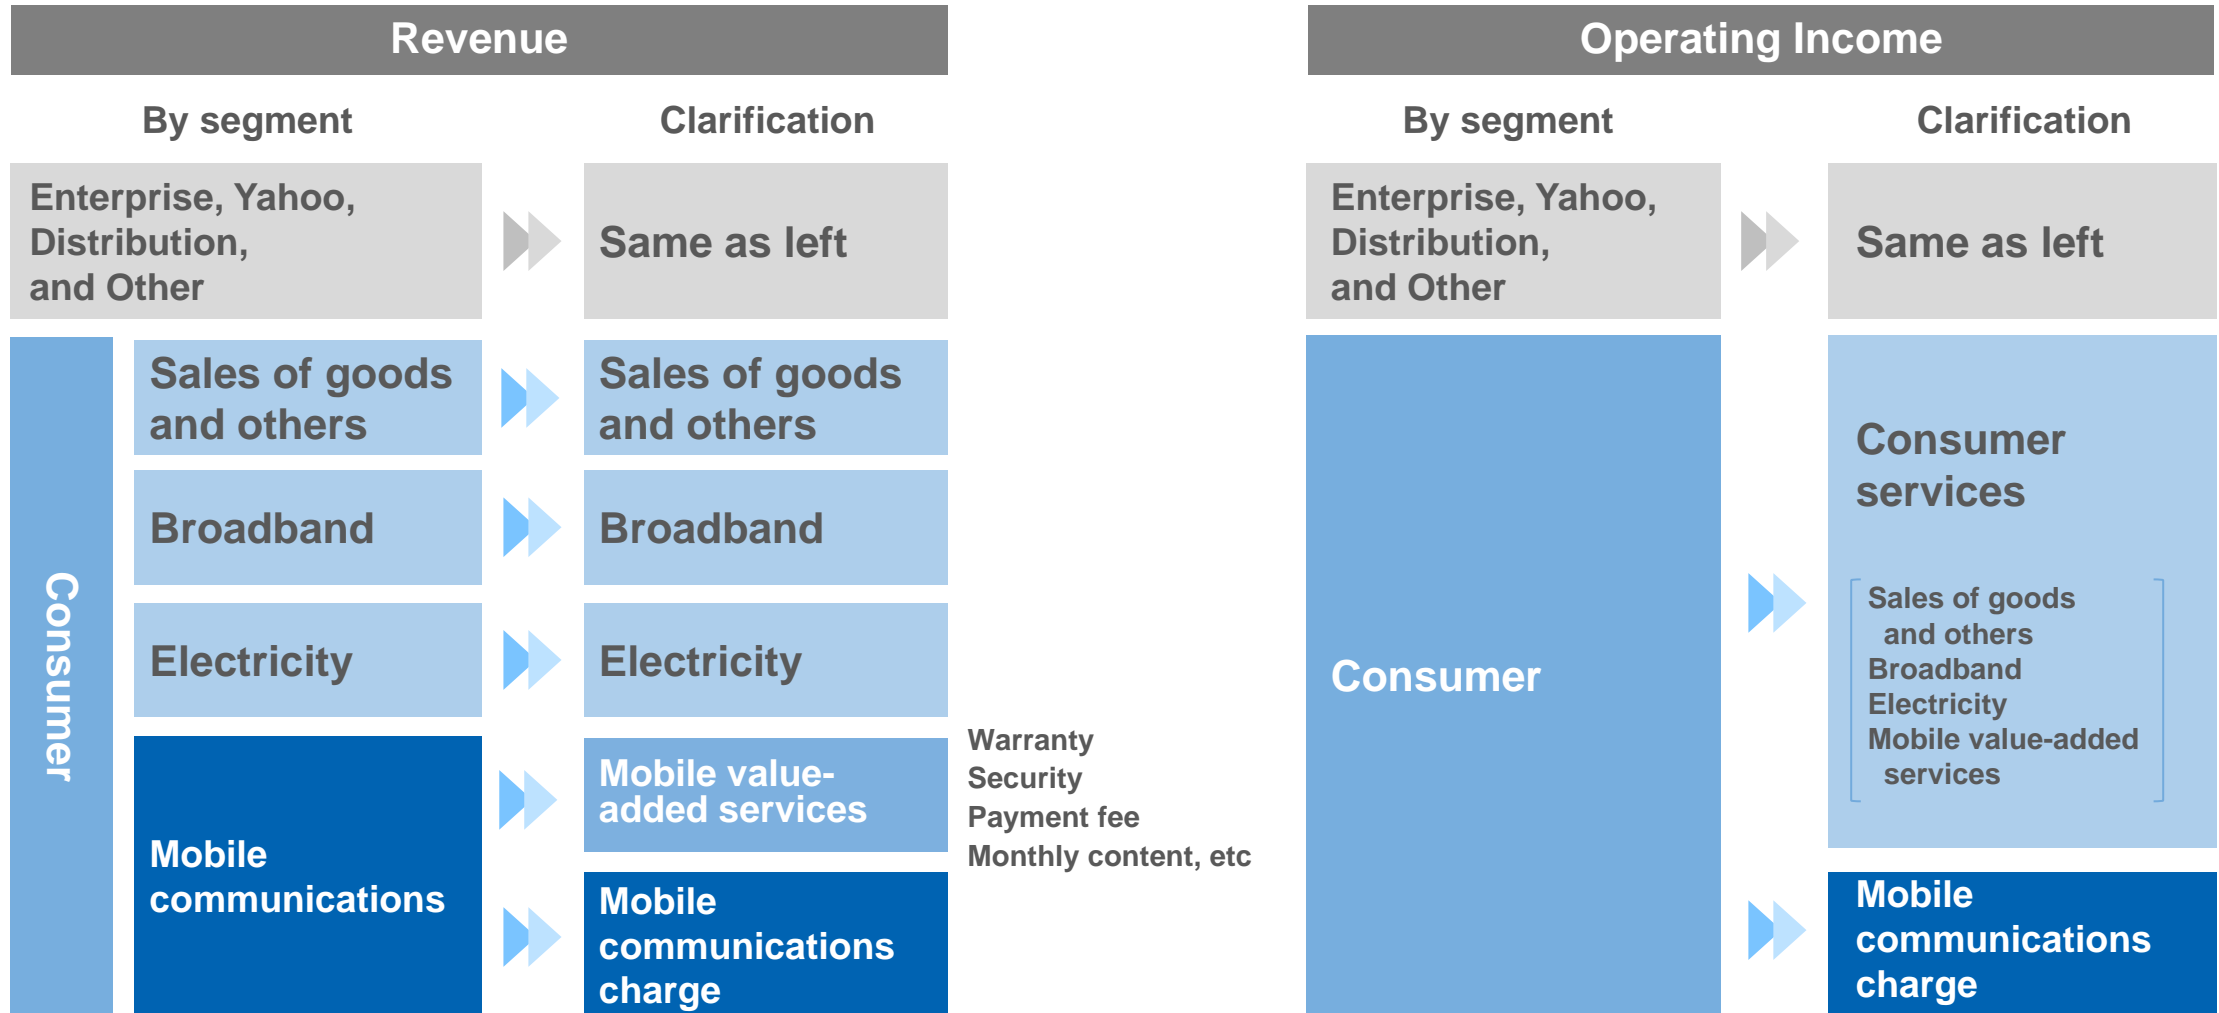 Revenue
By segment
Clarification
Enterprise, Yahoo,
Distribution,
and Other
Same as left
Consumer
Sales of goods
and others
Sales of goods
and others
Broadband
Broadband
Electricity
Electricity
Mobile
communications
Mobile value-
added services
Warranty
Security
Payment fee
Monthly content, etc
Mobile
communications
charge
Operating Income
By segment
Clarification
Enterprise, Yahoo,
Distribution,
and Other
Same as left
Consumer
Consumer
services
Sales of goods
and others
Broadband
Electricity
Mobile value-added
services
Mobile
communications
charge